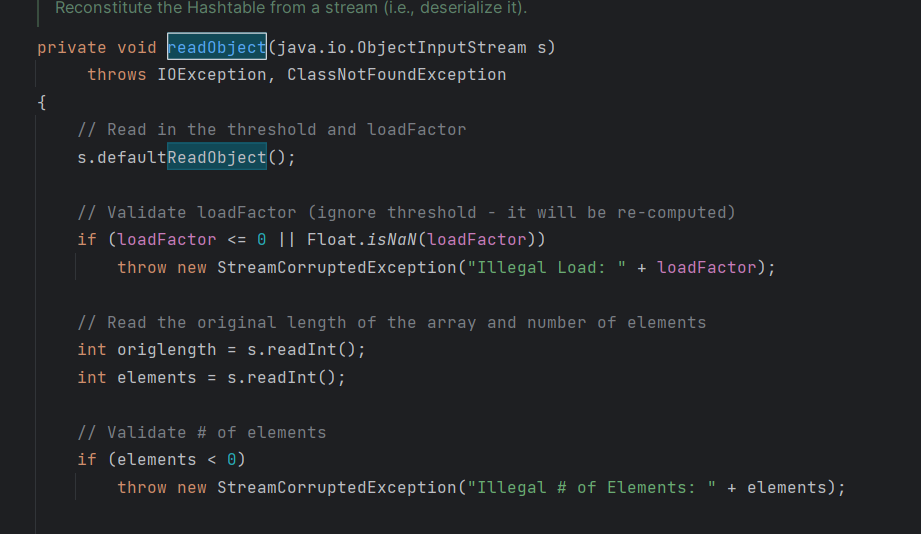 Reconstitute the Hashtable from a stream (i.e., deserialize it).
private void readObject(java.io.ObjectInputStream s)
     throws IOException, ClassNotFoundException
{
    // Read in the threshold and loadFactor
    s.defaultReadObject();
    // Validate loadFactor (ignore threshold - it will be re-computed)
    if (loadFactor <= 0 || Float.isNaN(loadFactor))
        throw new StreamCorruptedException("Illegal Load: " + loadFactor);
    // Read the original length of the array and number of elements
    int origlength = s.readInt();
    int elements = s.readInt();
    // Validate # of elements
    if (elements < 0)
        throw new StreamCorruptedException("Illegal # of Elements: " + elements);